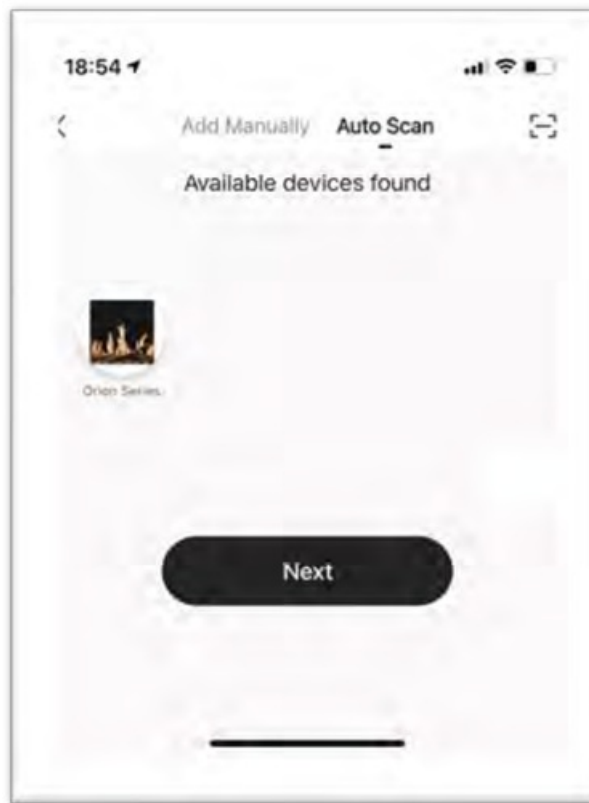 18:54
Add Manually Auto Scan
Available devices found
Orion Series
Next